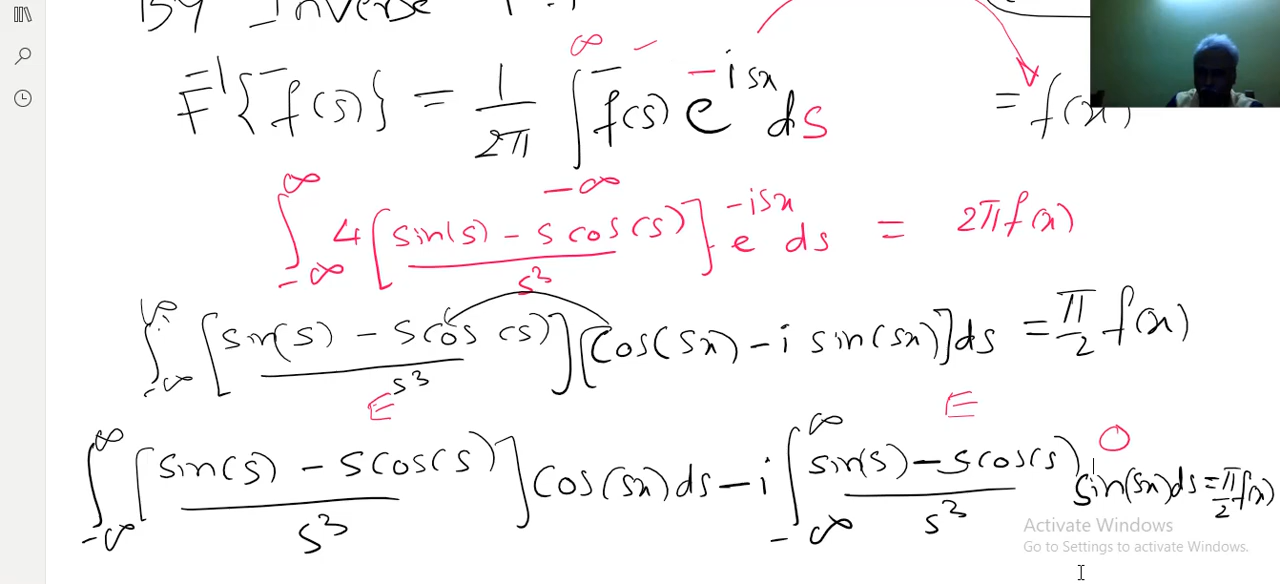 By Inverse F.T
F⁻¹{f̄(s)} = 1/2π ∫_{-∞}^{∞} f̄(s) e^{-isx} ds = f(x)
∫_{-∞}^{∞} 4[sin(s) - s cos(s) / s³] e^{-isx} ds = 2π f(x)
∫_{-∞}^{∞} [sin(s) - s cos(s) / s³][cos(sx) - i sin(sx)] ds = π/2 f(x)
E E O
∫_{-∞}^{∞} [sin(s) - s cos(s) / s³] cos(sx) ds - i ∫_{-∞}^{∞} sin(s) - s cos(s) / s³ sin(sx) ds = π/2 f(x)
Activate Windows
Go to Settings to activate Windows.